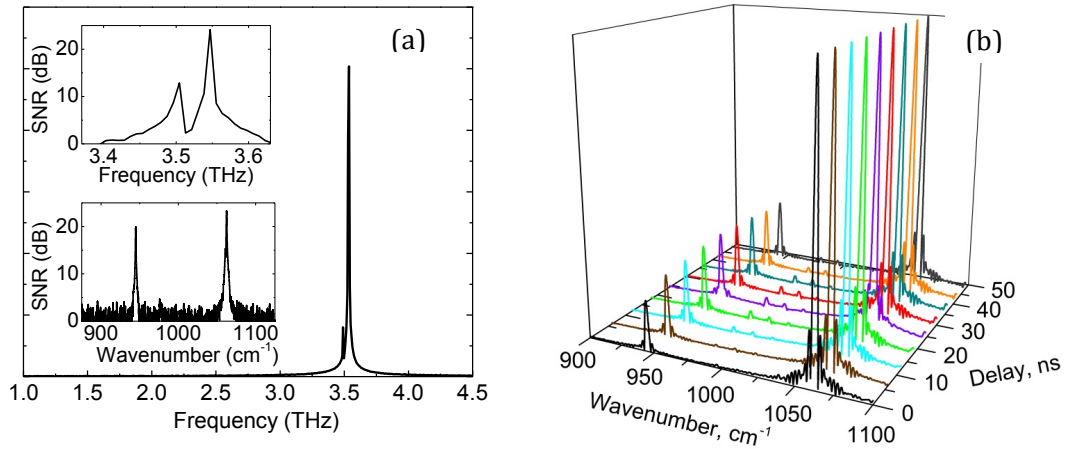 (a)
SNR (dB)
20
10
0
3.4 3.5 3.6
Frequency (THz)
SNR (dB)
20
10
0
900 1000 1100
Wavenumber (cm-1)
1.0 1.5 2.0 2.5 3.0 3.5 4.0 4.5
Frequency (THz)
(b)
900
950
1000
1050
1100
Wavenumber, cm-1
0
10
20
30
40
50
Delay, ns